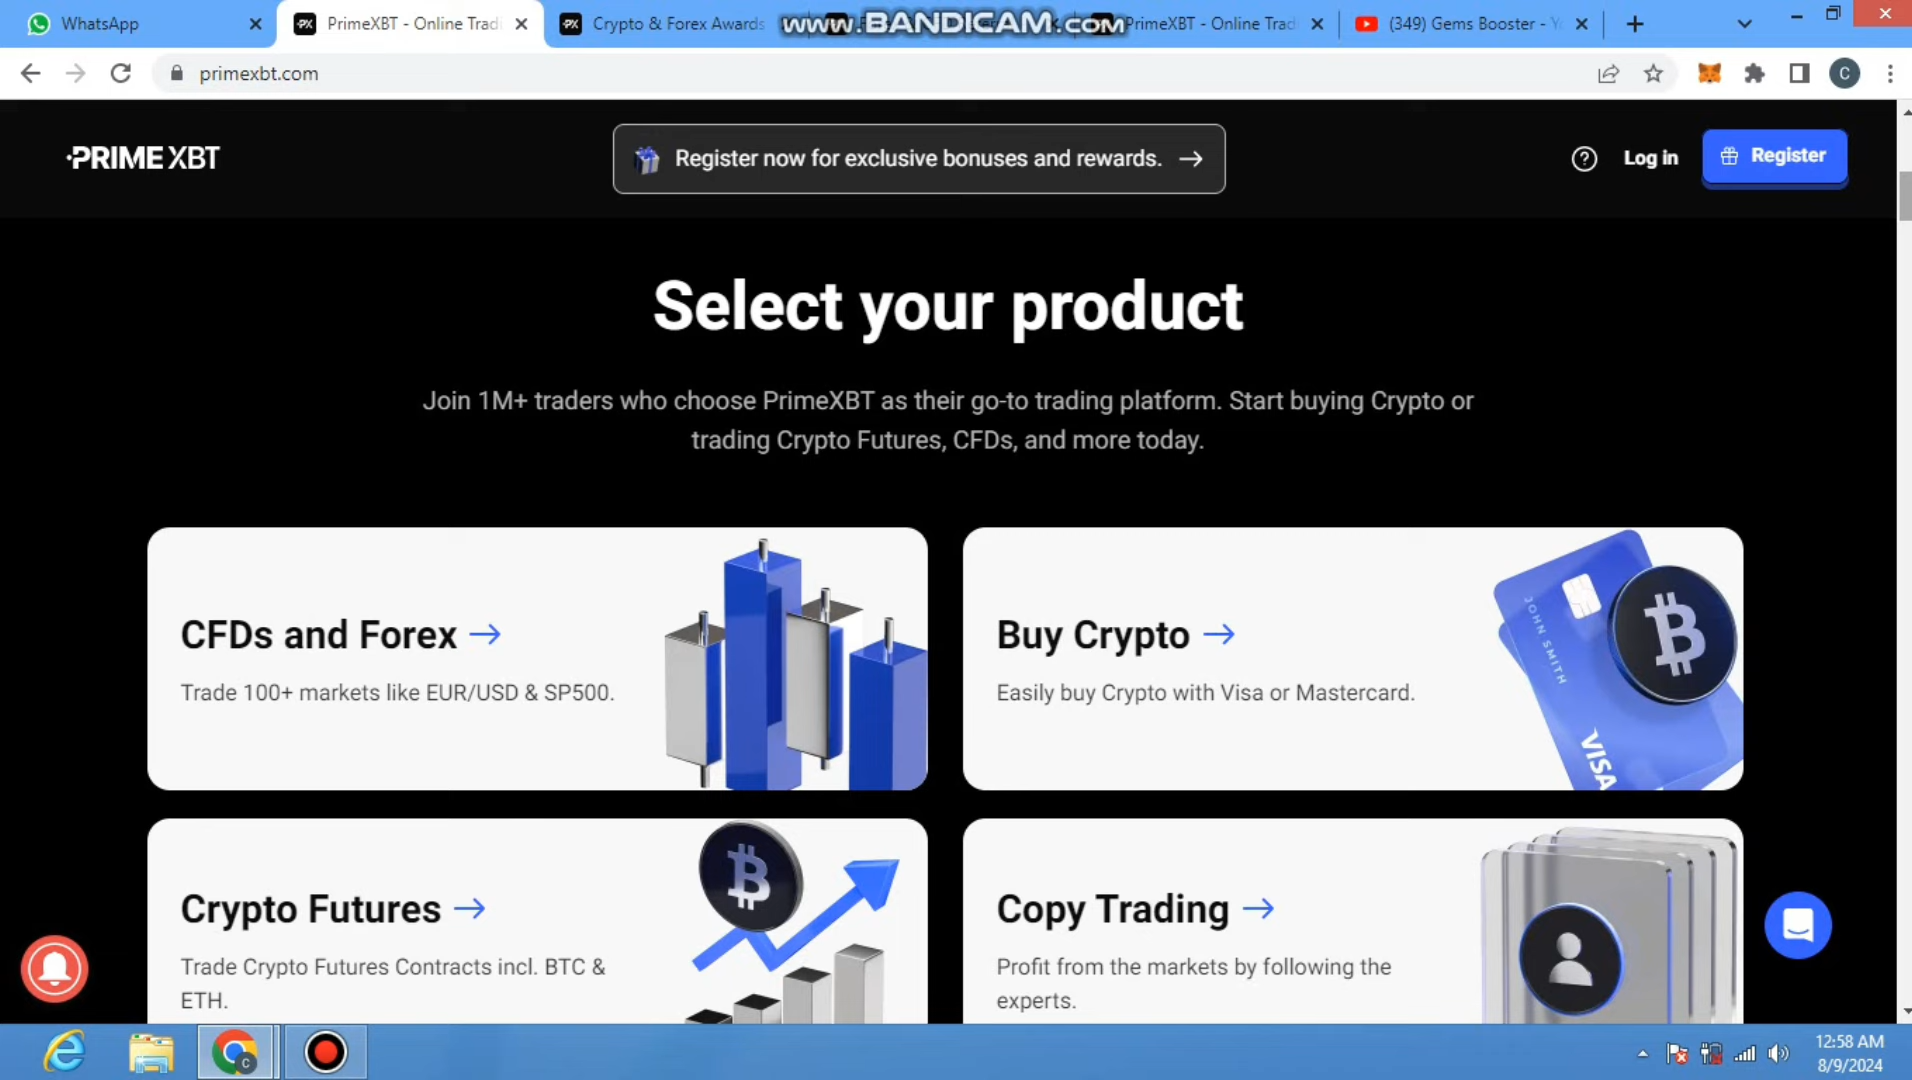 WhatsApp
PrimeXBT - Online Tradi
Crypto & Forex Awards
www.BANDICAM.com
PrimeXBT - Online Tradi
(349) Gems Booster - Y
primexbt.com
C
PRIME XBT
Register now for exclusive bonuses and rewards.
Log in
Register
Select your product
Join 1M+ traders who choose PrimeXBT as their go-to trading platform. Start buying Crypto or
trading Crypto Futures, CFDs, and more today.
CFDs and Forex
Trade 100+ markets like EUR/USD & SP500.
Buy Crypto
Easily buy Crypto with Visa or Mastercard.
JOHN SMITH
VISA
Crypto Futures
Trade Crypto Futures Contracts incl. BTC &
ETH.
Copy Trading
Profit from the markets by following the
experts.
C
12:58 AM
8/9/2024